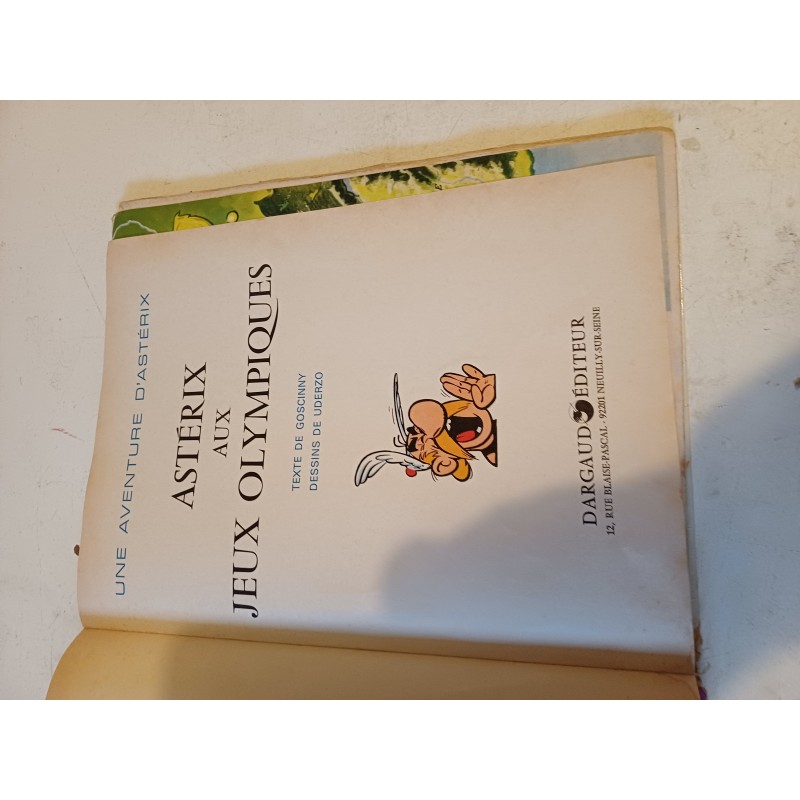 UNE AVENTURE D'ASTÉRIX
ASTÉRIX
AUX
JEUX OLYMPIQUES
TEXTE DE GOSCINNY
DESSINS DE UDERZO
DARGAUD ÉDITEUR
12, RUE BLAISE-PASCAL - 92201 NEUILLY-SUR-SEINE